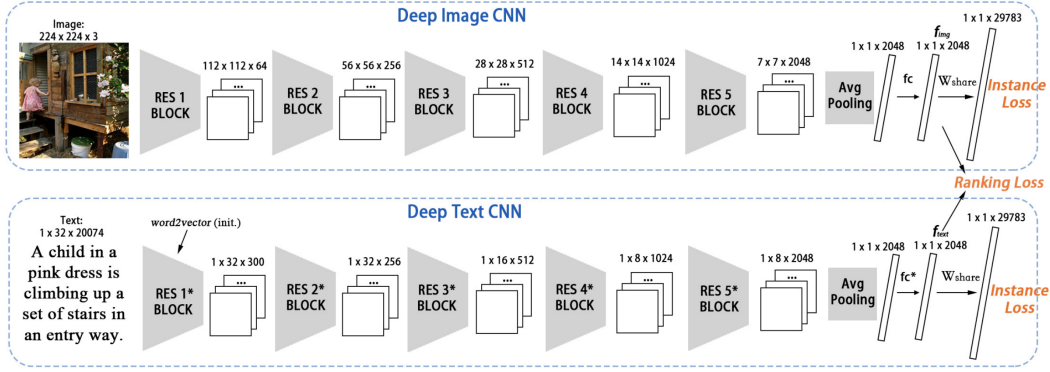 Deep Image CNN
Image:
224 x 224 x 3
RES 1
BLOCK
112 x 112 x 64
...
RES 2
BLOCK
56 x 56 x 256
...
RES 3
BLOCK
28 x 28 x 512
...
RES 4
BLOCK
14 x 14 x 1024
...
RES 5
BLOCK
7 x 7 x 2048
...
Avg
Pooling
1 x 1 x 2048
fc
f_img
1 x 1 x 2048
W_share
1 x 1 x 29783
Instance
Loss
Ranking Loss
Deep Text CNN
Text:
1 x 32 x 20074
A child in a
pink dress is
climbing up a
set of stairs in
an entry way.
word2vector (init.)
RES 1*
BLOCK
1 x 32 x 300
...
RES 2*
BLOCK
1 x 32 x 256
...
RES 3*
BLOCK
1 x 16 x 512
...
RES 4*
BLOCK
1 x 8 x 1024
...
RES 5*
BLOCK
1 x 8 x 2048
...
Avg
Pooling
1 x 1 x 2048
fc*
f_text
1 x 1 x 2048
W_share
1 x 1 x 29783
Instance
Loss